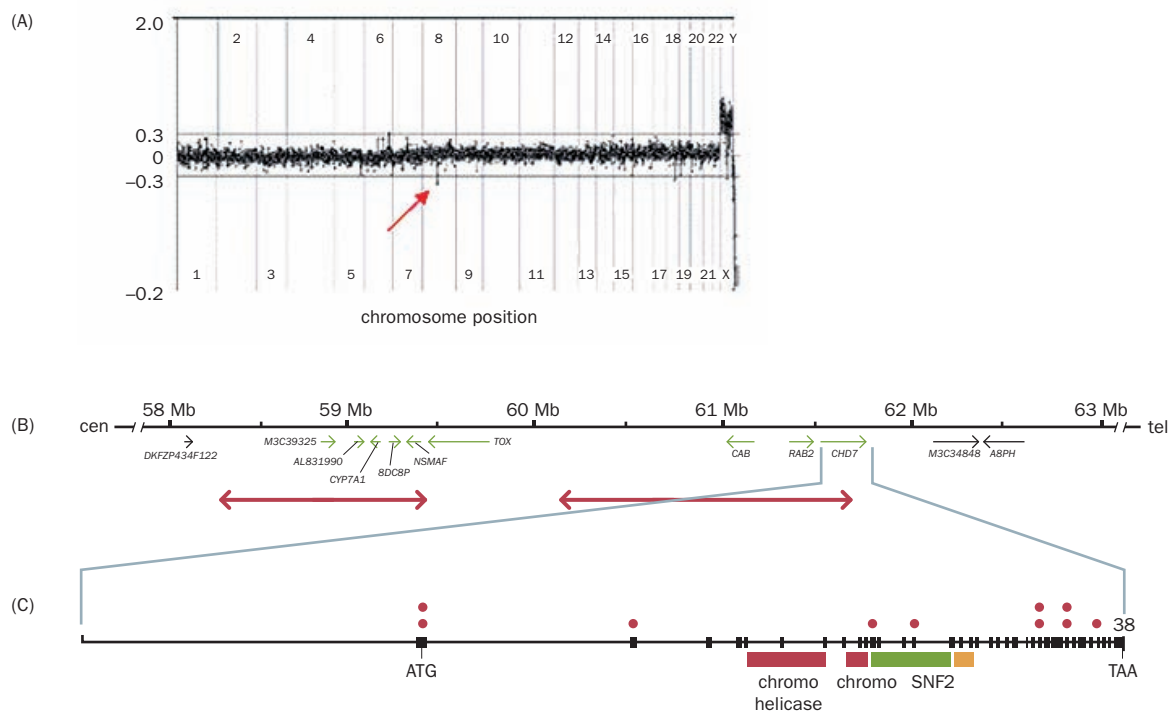 (A)
2.0
2 4 6 8 10 12 14 16 18 20 22 Y
0.3
0
–0.3
1 3 5 7 9 11 13 15 17 19 21 X
–0.2
chromosome position
(B)
58 Mb 59 Mb 60 Mb 61 Mb 62 Mb 63 Mb
cen tel
DKFZP434F122 M3C39325 AL831990 CYP7A1 8DC8P NSMAF TOX CAB RAB2 CHD7 M3C34848 A8PH
(C)
38
ATG TAA
chromo chromo SNF2
helicase